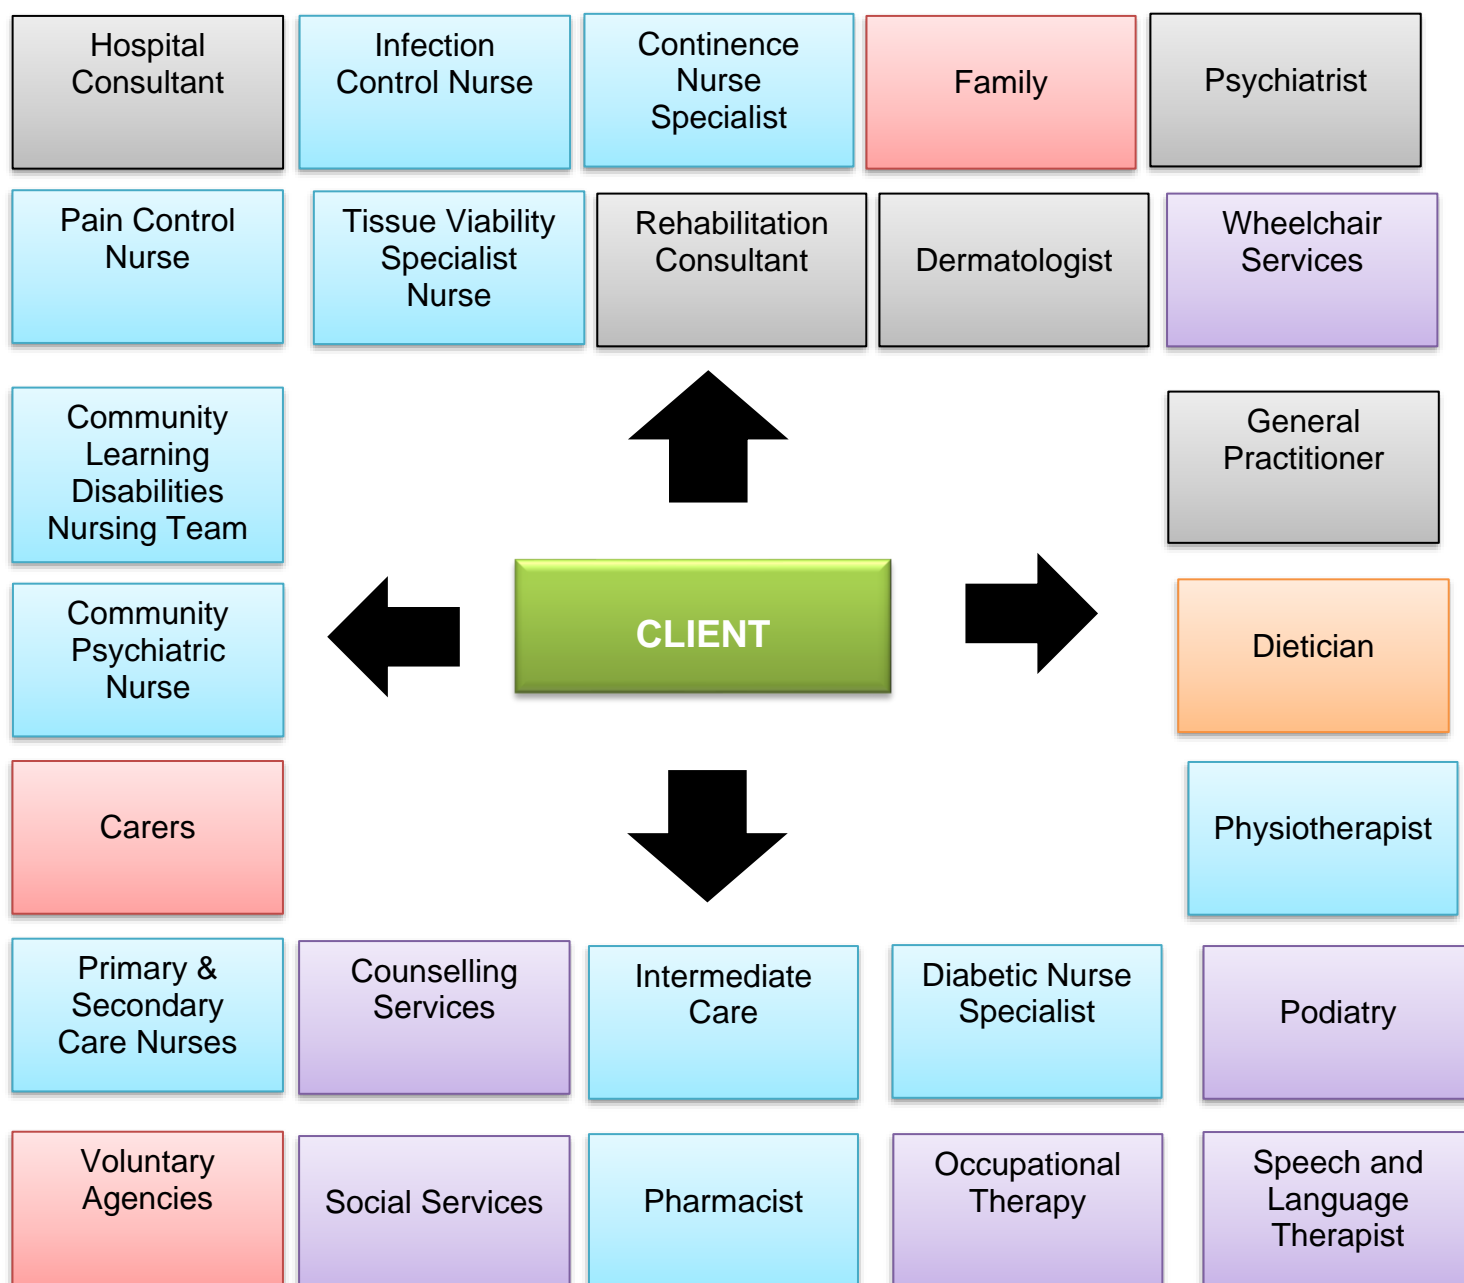 Hospital
Consultant
Infection
Control Nurse
Continence
Nurse
Specialist
Family
Psychiatrist
Pain Control
Nurse
Tissue Viability
Specialist
Nurse
Rehabilitation
Consultant
Dermatologist
Wheelchair
Services
Community
Learning
Disabilities
Nursing Team
General
Practitioner
Community
Psychiatric
Nurse
CLIENT
Dietician
Carers
Physiotherapist
Primary &
Secondary
Care Nurses
Counselling
Services
Intermediate
Care
Diabetic Nurse
Specialist
Podiatry
Voluntary
Agencies
Social Services
Pharmacist
Occupational
Therapy
Speech and
Language
Therapist